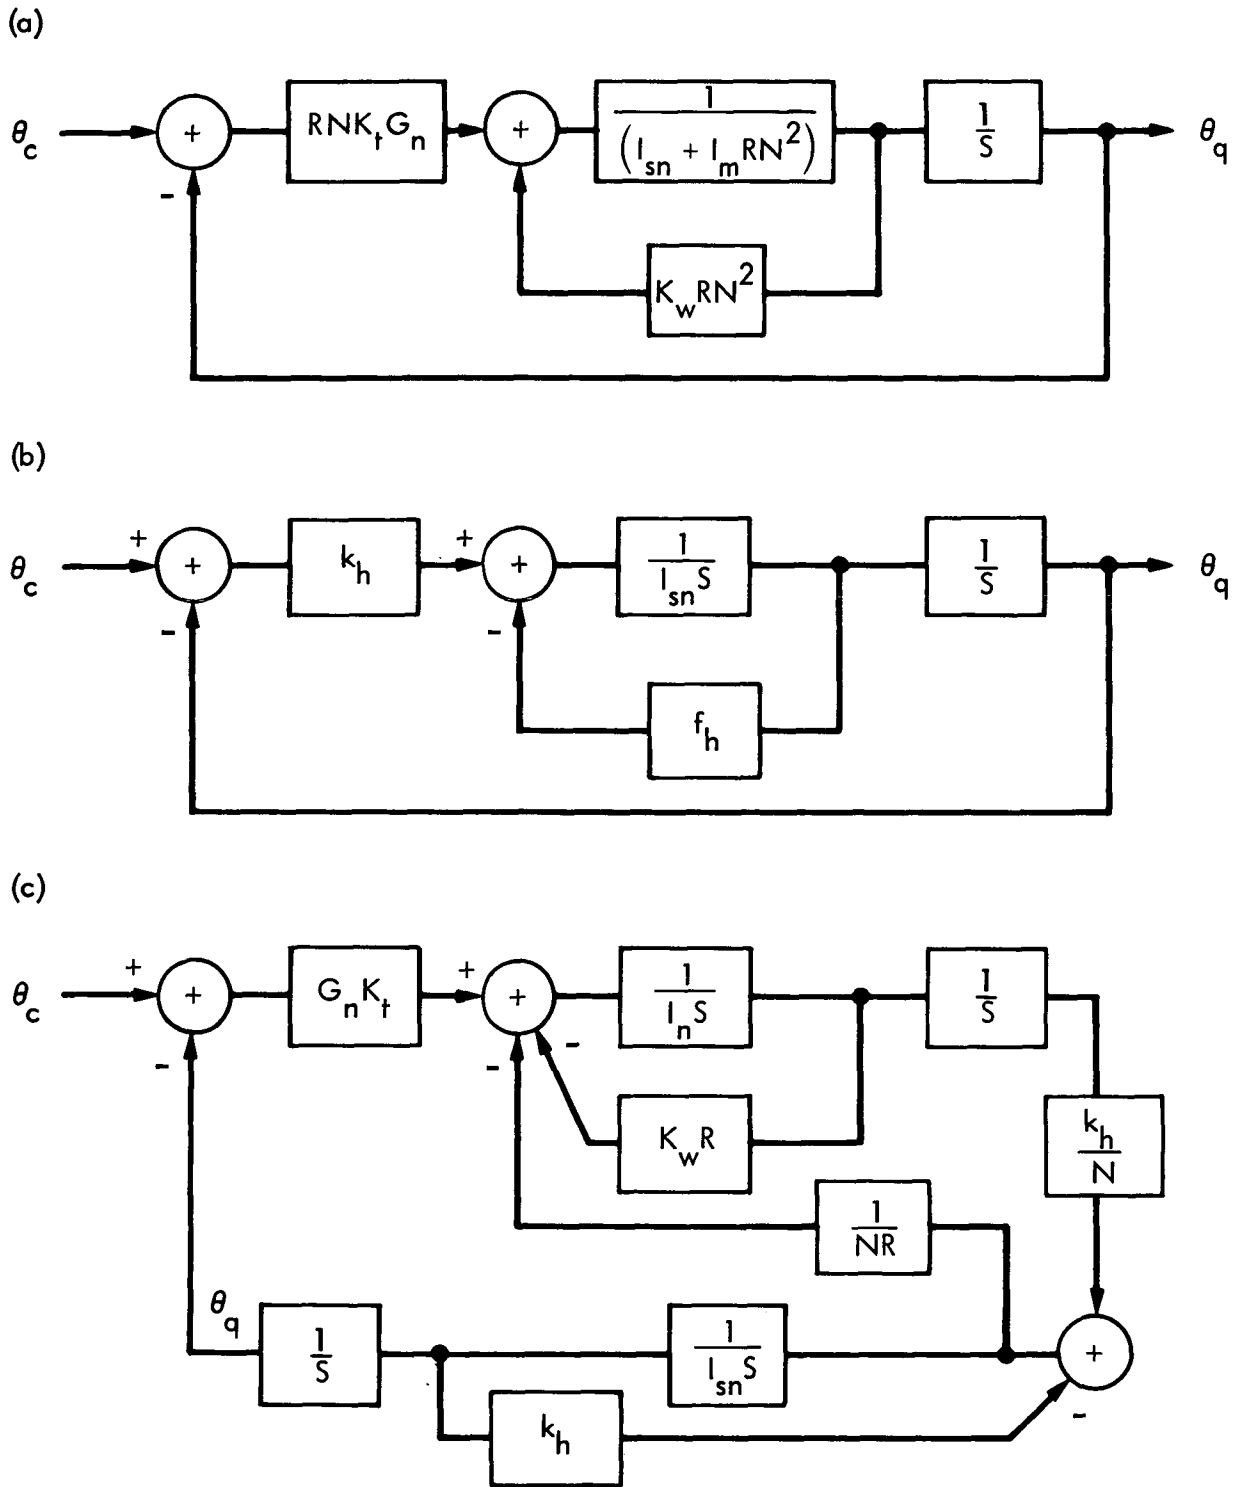 (a)
θc
+
-
RNKtGn
+
1
(Isn + ImRN²)
1
S
θq
KwRN²
(b)
θc
+
+
-
kh
+
+
-
1
IsnS
1
S
θq
fh
(c)
θc
+
+
-
GnKt
+
+
-
-
1
InS
1
S
KwR
kh
N
1
NR
θq
1
S
1
IsnS
+
-
kh